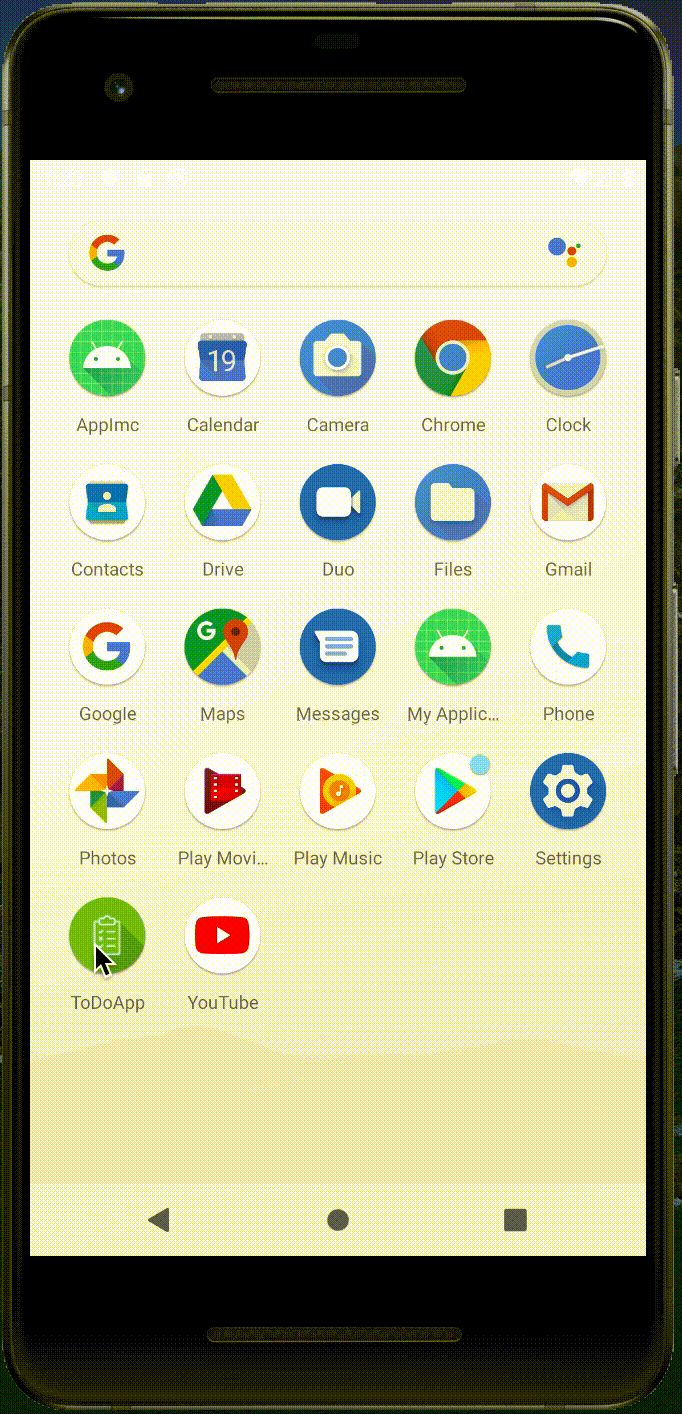 G
19
AppImc Calendar Camera Chrome Clock
Contacts Drive Duo Files Gmail
G
G
Google Maps Messages My Applic... Phone
Photos Play Movi... Play Music Play Store Settings
ToDoApp YouTube